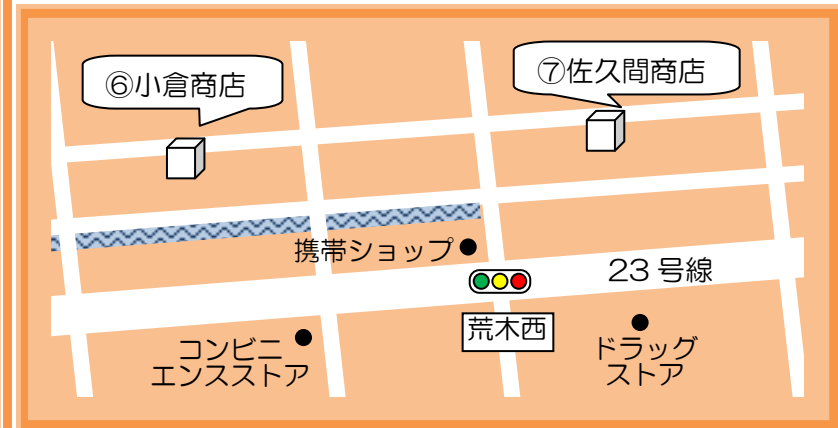 ⑥小倉商店
⑦佐久間商店
携帯ショップ
23号線
荒木西
コンビニ
エンスストア
ドラッグ
ストア